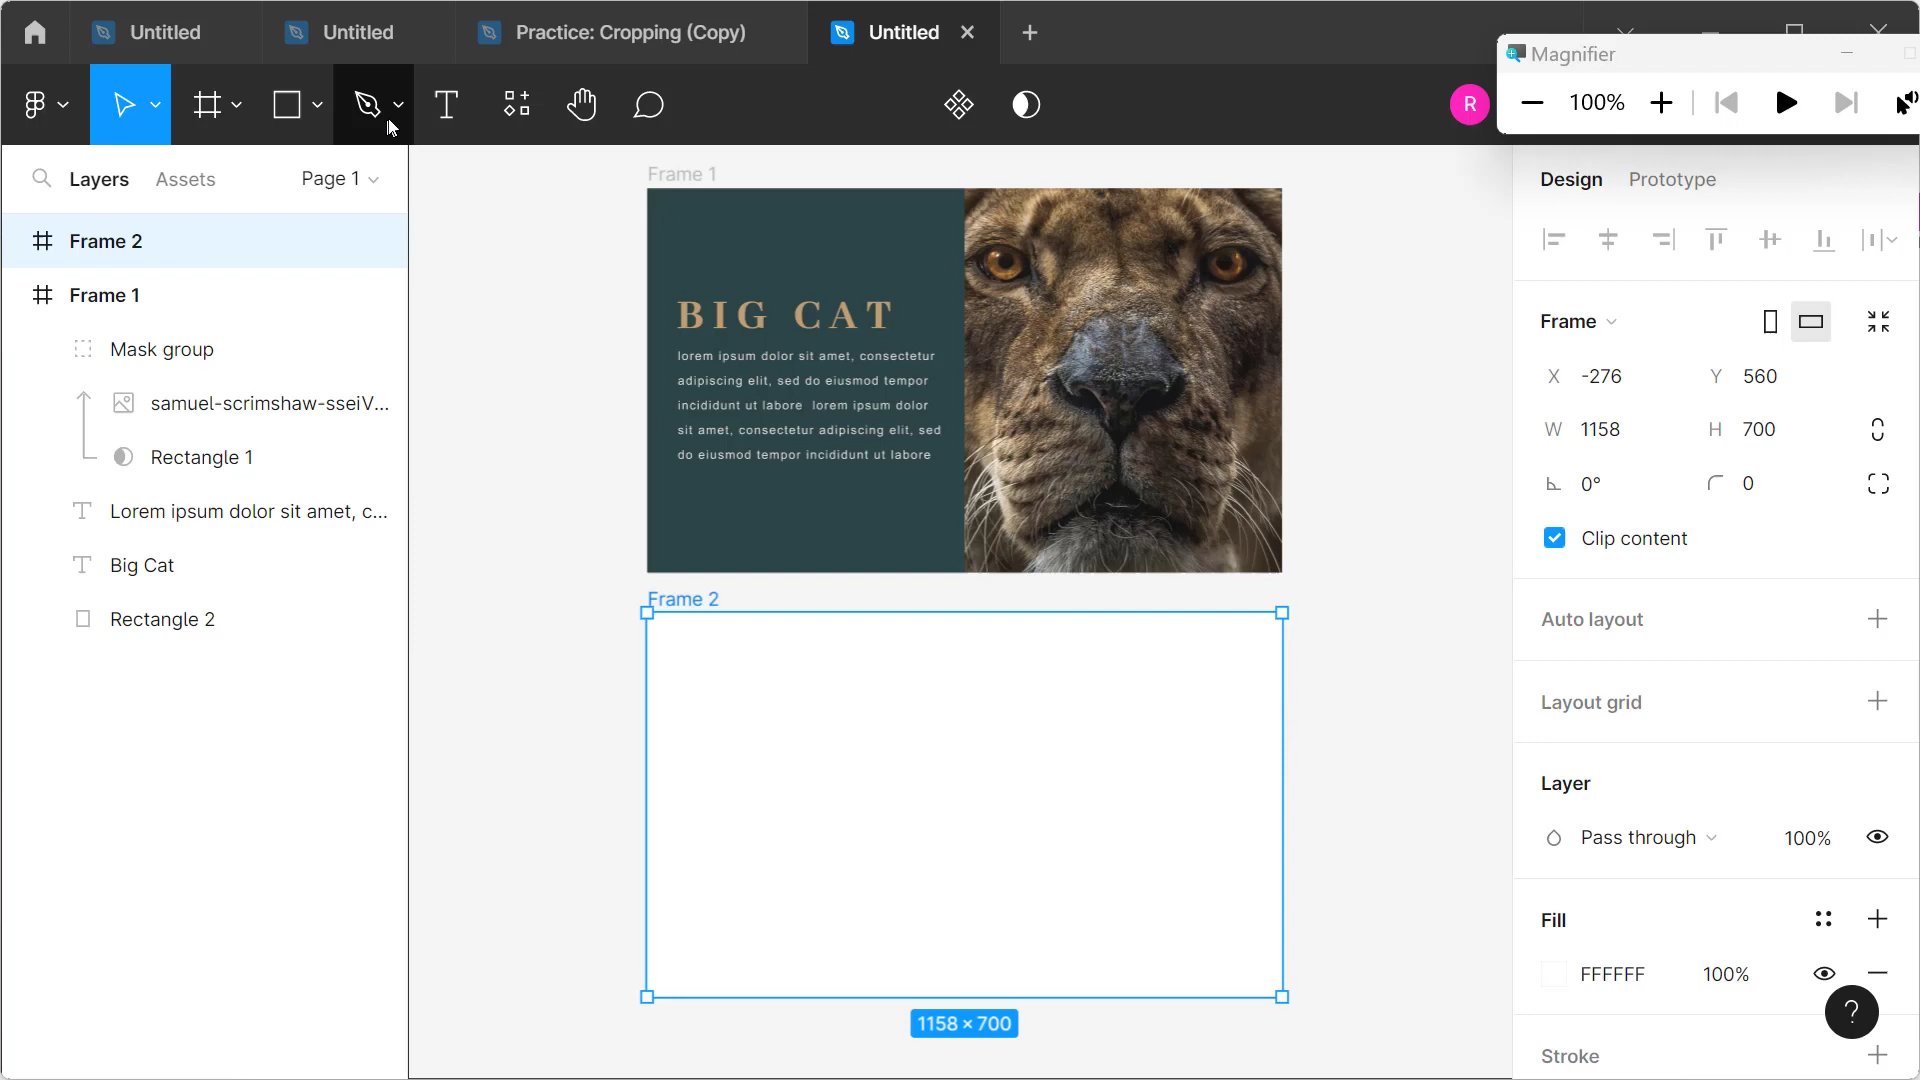 Untitled
Untitled
Practice: Cropping (Copy)
Untitled
Magnifier
100%
R
Layers
Assets
Page 1
Frame 2
Frame 1
Mask group
samuel-scrimshaw-sseiV...
Rectangle 1
Lorem ipsum dolor sit amet, c...
Big Cat
Rectangle 2
Frame 1
BIG CAT
lorem ipsum dolor sit amet, consectetur
adipiscing elit, sed do eiusmod tempor
incididunt ut labore lorem ipsum dolor
sit amet, consectetur adipiscing elit, sed
do eiusmod tempor incididunt ut labore
Frame 2
1158 × 700
Design
Prototype
Frame
X -276
Y 560
W 1158
H 700
0°
0
Clip content
Auto layout
Layout grid
Layer
Pass through
100%
Fill
FFFFFF
100%
?
Stroke